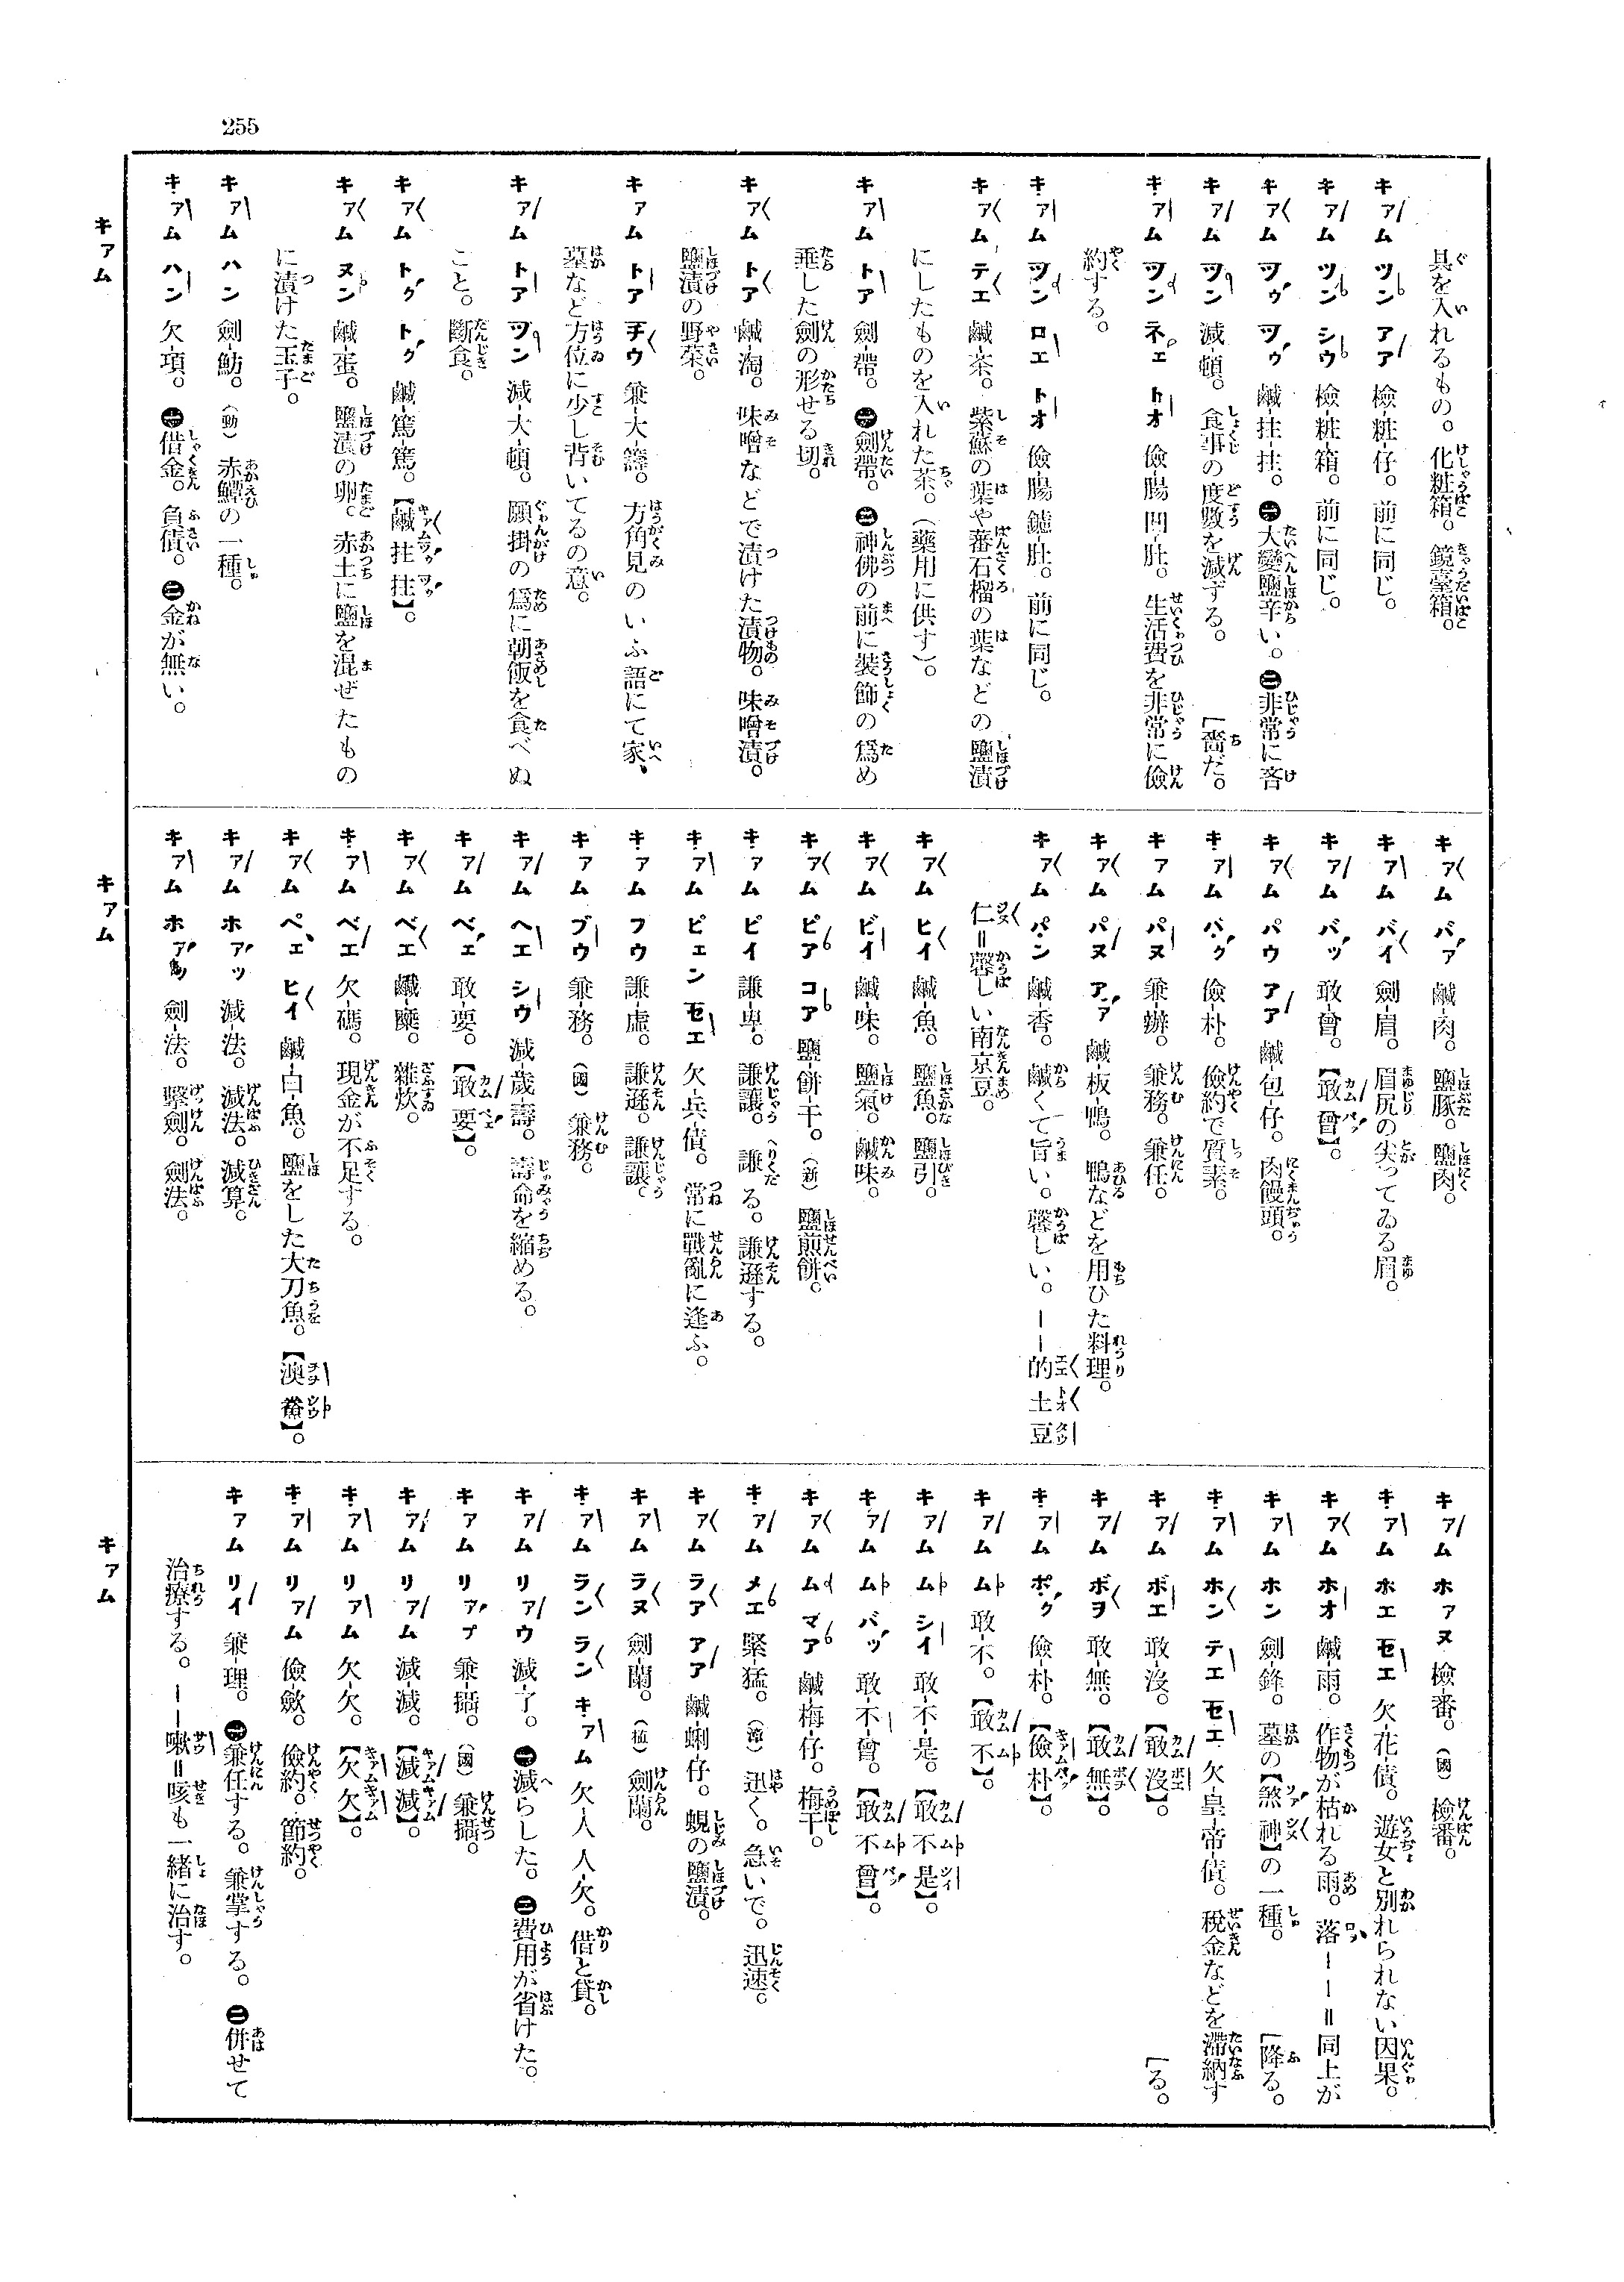 255
具を入れるもの。化粧箱。鏡臺箱。
キアム ツン アア 檢-粧-仔。前に同じ。
キアム ツン シウ 檢-粧-箱。前に同じ。
キアム ツウ ツウ 鹹-拄-拄。㊀大變鹽辛い。㊁非常に吝
キアム ツン 減-頓。食事の度數を減ずる。 [嗇だ。
キアム ツン ネエ トオ 儉-腸 凹-肚。生活費を非常に儉
約する。
キアム ツン ロエ トオ 儉-腸 鑢-肚。前に同じ。
キアム テエ 鹹-茶。紫蘇の葉や蕃石榴の葉などの鹽漬
にしたものを入れた茶。(藥用に供す)。
キアム トア 劍-帶。㊀劍帶。㊁神佛の前に裝飾の爲め
垂した劍の形せる切。
キアム トア 鹹-淘。味噌などで漬けた漬物。味噌漬。
鹽漬の野菜。
キアム トア チウ 兼-大-籌。方角見のいふ語にて家、
墓など方位に少し背いてるの意。
キアム トア ツン 減-大-頓。願掛の爲に朝飯を食べぬ
こと。斷食。
キアム トク トク 鹹-篤-篤。【鹹拄拄】。
キアム ヌン 鹹-蛋。鹽漬の卵。赤土に鹽を混ぜたもの
に漬けた玉子。
キアム ハン 劍-魴。(動)赤鱏の一種。
キアム ハン 欠-項。㊀借金。負債。㊁金が無い。
キアム
キアム バア 鹹-肉。鹽豚。鹽肉。
キアム バイ 劍-眉。眉尻の尖つてゐる眉。
キアム バッ 敢-曾。【敢曾】。
キアム パウ アア 鹹-包-仔。肉饅頭。
キアム パク 儉-朴。儉約で質素。
キアム パヌ 兼-辦。兼務。兼任。
キアム パヌ アァ 鹹-板-鴨。鴨などを用ひた料理。
キアム パン 鹹-香。鹹くて旨い。馨しい。——的土豆
仁=馨しい南京豆。
キアム ヒイ 鹹-魚。鹽魚。鹽引。
キアム ビイ 鹹-味。鹽氣。鹹味。
キアム ピア コア 鹽-餅-干。(新)鹽煎餅。
キアム ピイ 謙-卑。謙讓。謙る。謙遜する。
キアム ピェン セエ 欠-兵-債。常に戰亂に逢ふ。
キアム フウ 謙-虛。謙遜。謙讓。
キアム ブウ 兼-務。(國)兼務。
キアム ヘエ シウ 減-歲-壽。壽命を縮める。
キアム ベェ 敢-要。【敢要】。
キアム ベエ 鹹-糜。雜炊。
キアム ベエ 欠-碼。現金が不足する。
キアム ペェ ヒイ 鹹-白-魚。鹽をした大刀魚。
キアム ホアッ 減-法。減法。減算。
キアム ホアッ 劍-法。擊劍。劍法。
キアム
キアム ホアヌ 檢-番。(國)檢番。
キアム ホエ セエ 欠-花-債。遊女と別れられない因果。
キアム ホオ 鹹-雨。作物が枯れる雨。落——=同上が
キアム ホン 劍-鋒。墓の【煞神】の一種。 [降る。
キアム ホン テエ セエ 欠-皇-帝-債。稅金などを滯納す
キアム ボエ 敢-沒。【敢沒】。 [る。
キアム ボヲ 敢-無。【敢無】。
キアム ポク 儉-朴。【儉朴】。
キアム ム 敢-不。【敢不】。
キアム ム シイ 敢-不-是。【敢不是】。
キアム ム バッ 敢-不-曾。【敢不曾】。
キアム ム マア 鹹-梅-仔。梅干。
キアム メエ 緊-猛。(漳)迅く。急いで。迅速。
キアム ラア アア 鹹-蜊-仔。蜆の鹽漬。
キアム ラヌ 劍-蘭。(植)劍蘭。
キアム ラン ラン キアム 欠-人 人-欠。借と貸。
キアム リアウ 減-了。㊀減らした。㊁費用が省けた。
キアム リアプ 兼-攝。(國)兼攝。
キアム リアム 減-減。【減減】。
キアム リアム 欠-欠。【欠欠】。
キアム リアム 儉-斂。儉約。節約。
キアム リイ 兼-理。㊀兼任する。兼掌する。㊁併せて
治療する。——嗽=咳も一緒に治す。
キアム